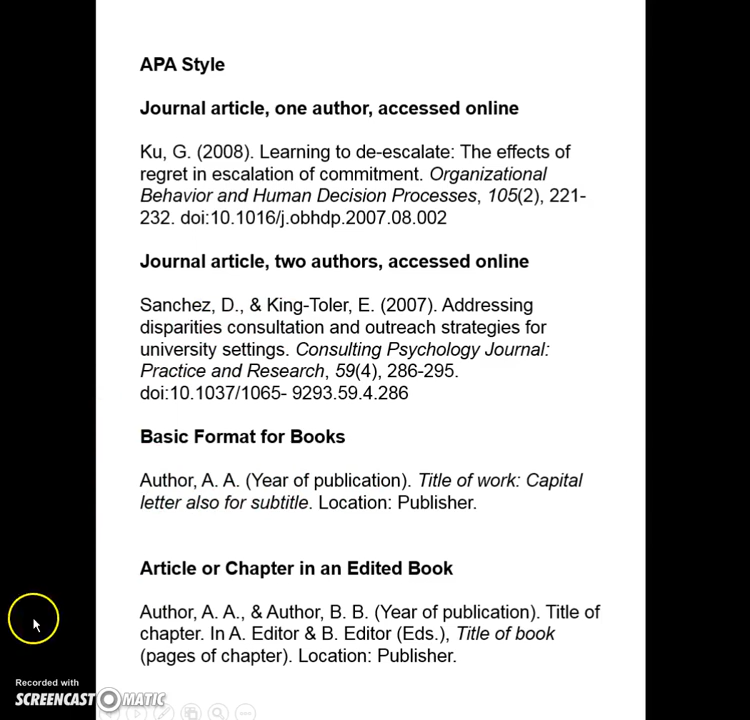 APA Style
Journal article, one author, accessed online
Ku, G. (2008). Learning to de-escalate: The effects of
regret in escalation of commitment. Organizational
Behavior and Human Decision Processes, 105(2), 221-
232. doi:10.1016/j.obhdp.2007.08.002
Journal article, two authors, accessed online
Sanchez, D., & King-Toler, E. (2007). Addressing
disparities consultation and outreach strategies for
university settings. Consulting Psychology Journal:
Practice and Research, 59(4), 286-295.
doi:10.1037/1065- 9293.59.4.286
Basic Format for Books
Author, A. A. (Year of publication). Title of work: Capital
letter also for subtitle. Location: Publisher.
Article or Chapter in an Edited Book
Author, A. A., & Author, B. B. (Year of publication). Title of
chapter. In A. Editor & B. Editor (Eds.), Title of book
(pages of chapter). Location: Publisher.
Recorded with
SCREENCAST MATIC